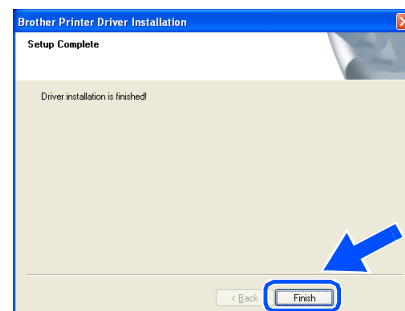 Brother Printer Driver Installation
Setup Complete
Driver installation is finished!
< Back Finish